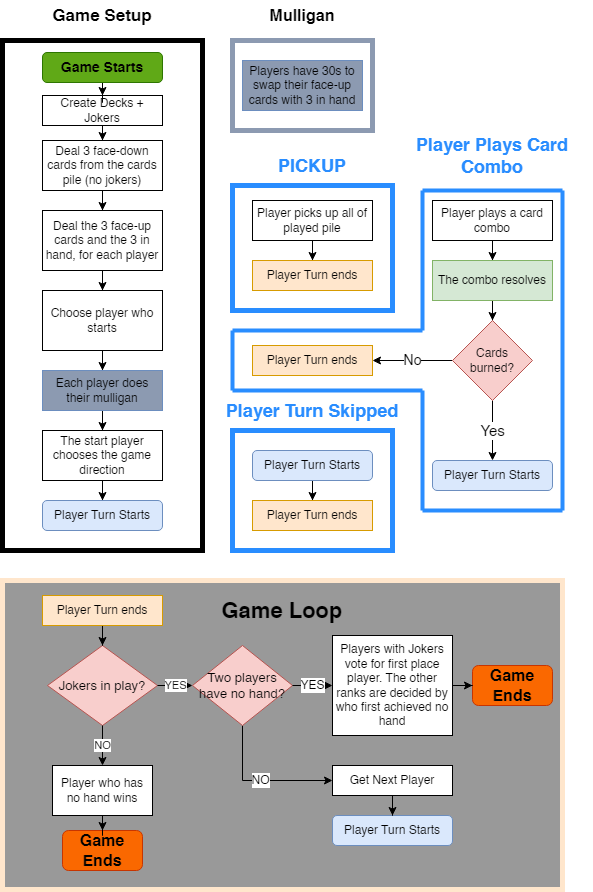 Game Setup
Mulligan
Game Starts
Create Decks +
Jokers
Deal 3 face-down
cards from the cards
pile (no jokers)
Deal the 3 face-up
cards and the 3 in
hand, for each player
Choose player who
starts
Each player does
their mulligan
The start player
chooses the game
direction
Player Turn Starts
Players have 30s to
swap their face-up
cards with 3 in hand
PICKUP
Player picks up all of
played pile
Player Turn ends
Player Plays Card
Combo
Player plays a card
combo
The combo resolves
Cards
burned?
No
Player Turn ends
Yes
Player Turn Starts
Player Turn Skipped
Player Turn Starts
Player Turn ends
Game Loop
Player Turn ends
Jokers in play?
YES
Two players
have no hand?
YES
Players with Jokers
vote for first place
player. The other
ranks are decided by
who first achieved no
hand
Game
Ends
NO
Player who has
no hand wins
Game
Ends
NO
Get Next Player
Player Turn Starts